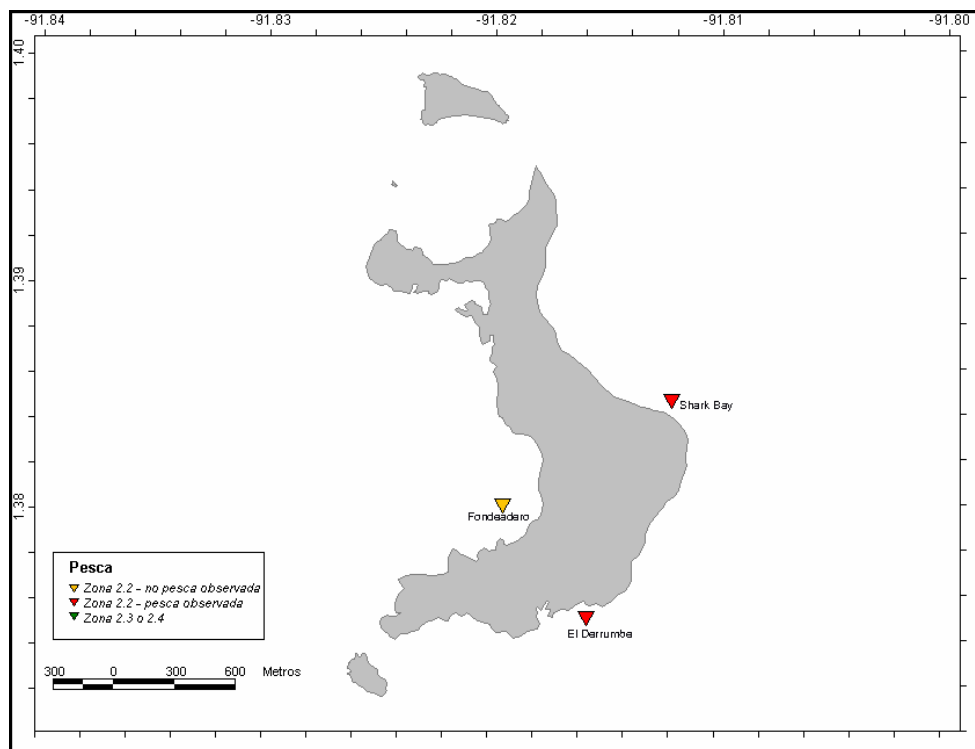 -91.84 -91.83 -91.82 -91.81 -91.80
1.40
1.39
1.38
Shark Bay
Fondeadero
El Derrumbe
Pesca
Zona 2.2 - no pesca observada
Zona 2.2 - pesca observada
Zona 2.3 o 2.4
300 0 300 600 Metros